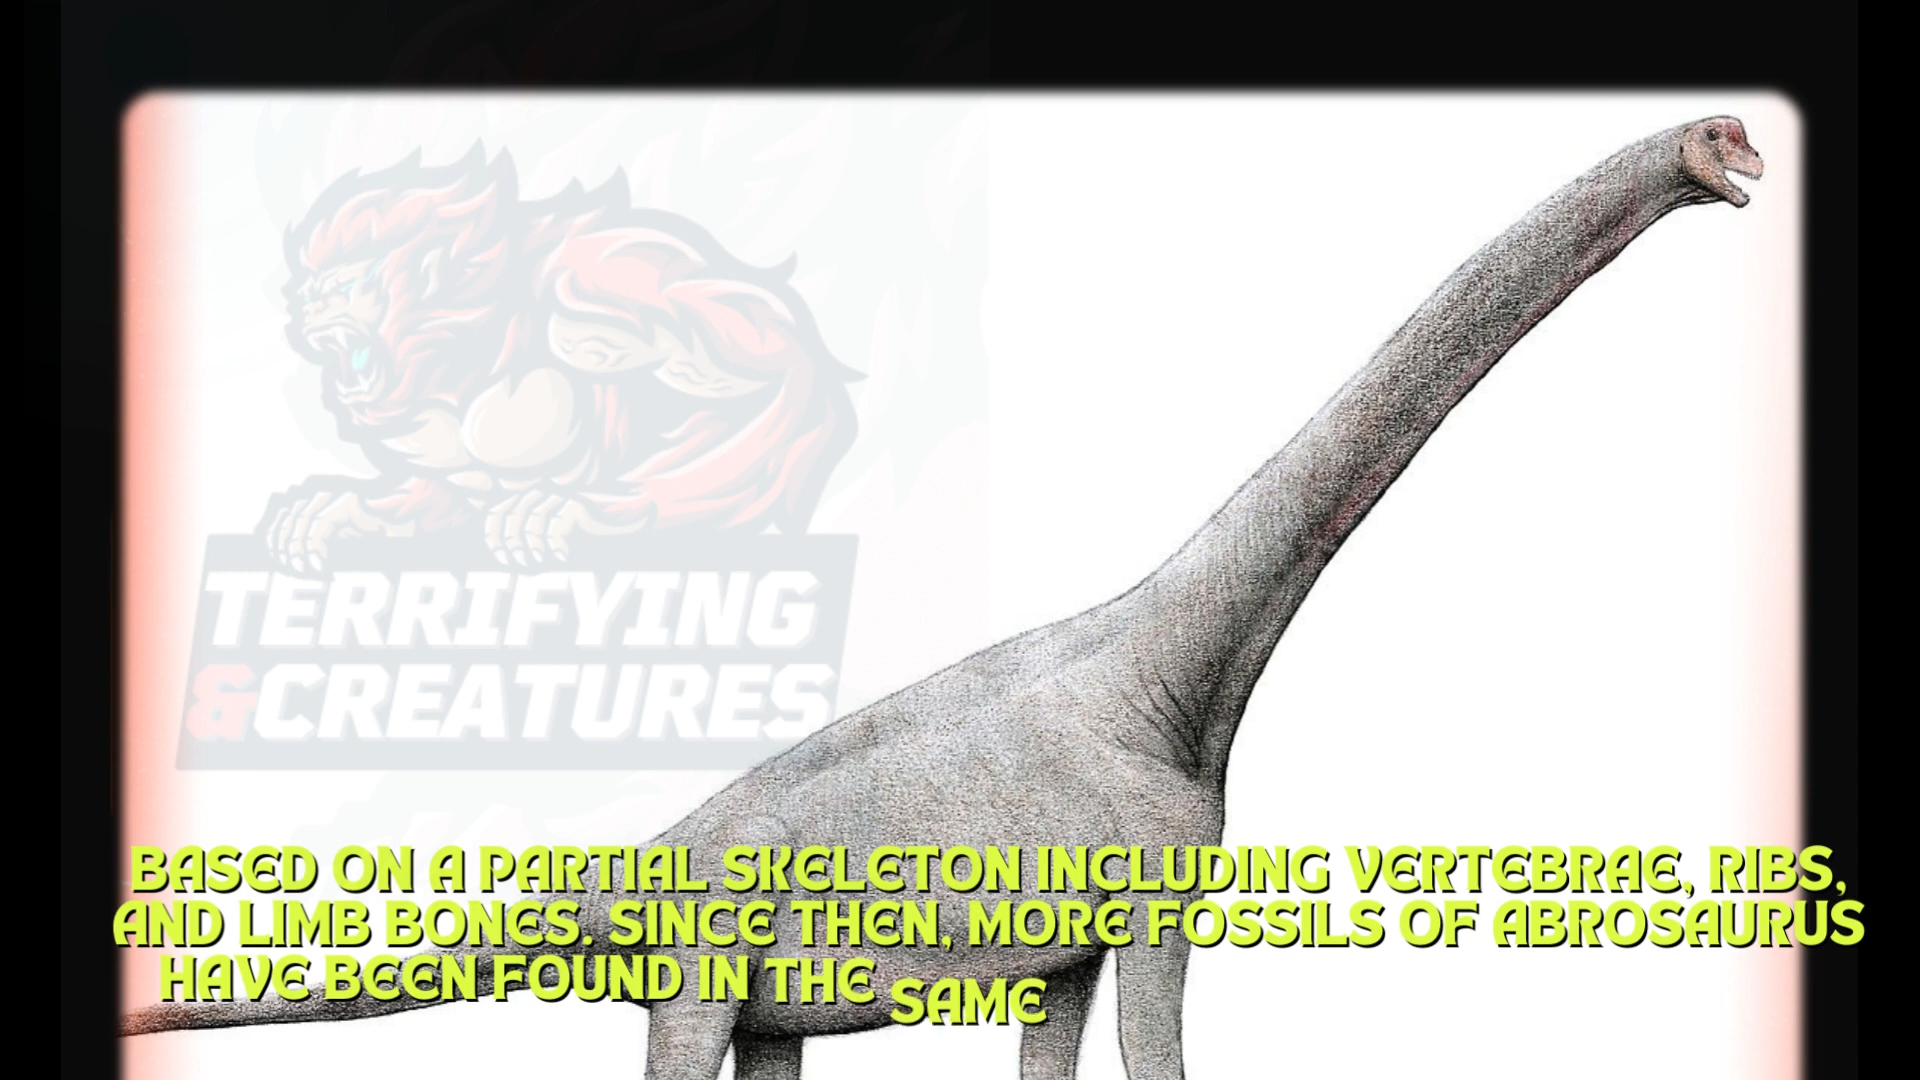 TERRIFYING
&CREATURES
BASED ON A PARTIAL SKELETON INCLUDING VERTEBRAE, RIBS,
AND LIMB BONES. SINCE THEN, MORE FOSSILS OF ABROSAURUS
HAVE BEEN FOUND IN THE SAME